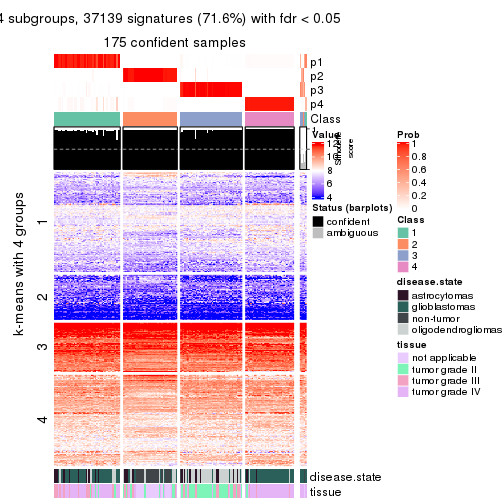 4 subgroups, 37139 signatures (71.6%) with fdr < 0.05
175 confident samples
p1
p2
p3
p4
Class
k-means with 4 groups
1
2
3
4
Value
12
10
8
6
4
Silhouette
score
Status (barplots)
confident
ambiguous
Prob
1
0.8
0.6
0.4
0.2
0
Class
1
2
3
4
disease.state
astrocytomas
glioblastomas
non-tumor
oligodendrogliomas
tissue
not applicable
tumor grade II
tumor grade III
tumor grade IV
disease.state
tissue